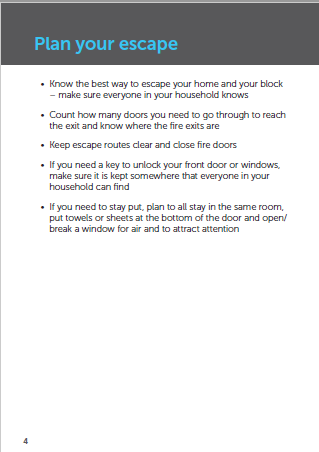 Plan your escape
• Know the best way to escape your home and your block
– make sure everyone in your household knows
• Count how many doors you need to go through to reach
the exit and know where the fire exits are
• Keep escape routes clear and close fire doors
• If you need a key to unlock your front door or windows,
make sure it is kept somewhere that everyone in your
household can find
• If you need to stay put, plan to all stay in the same room,
put towels or sheets at the bottom of the door and open/
break a window for air and to attract attention
4